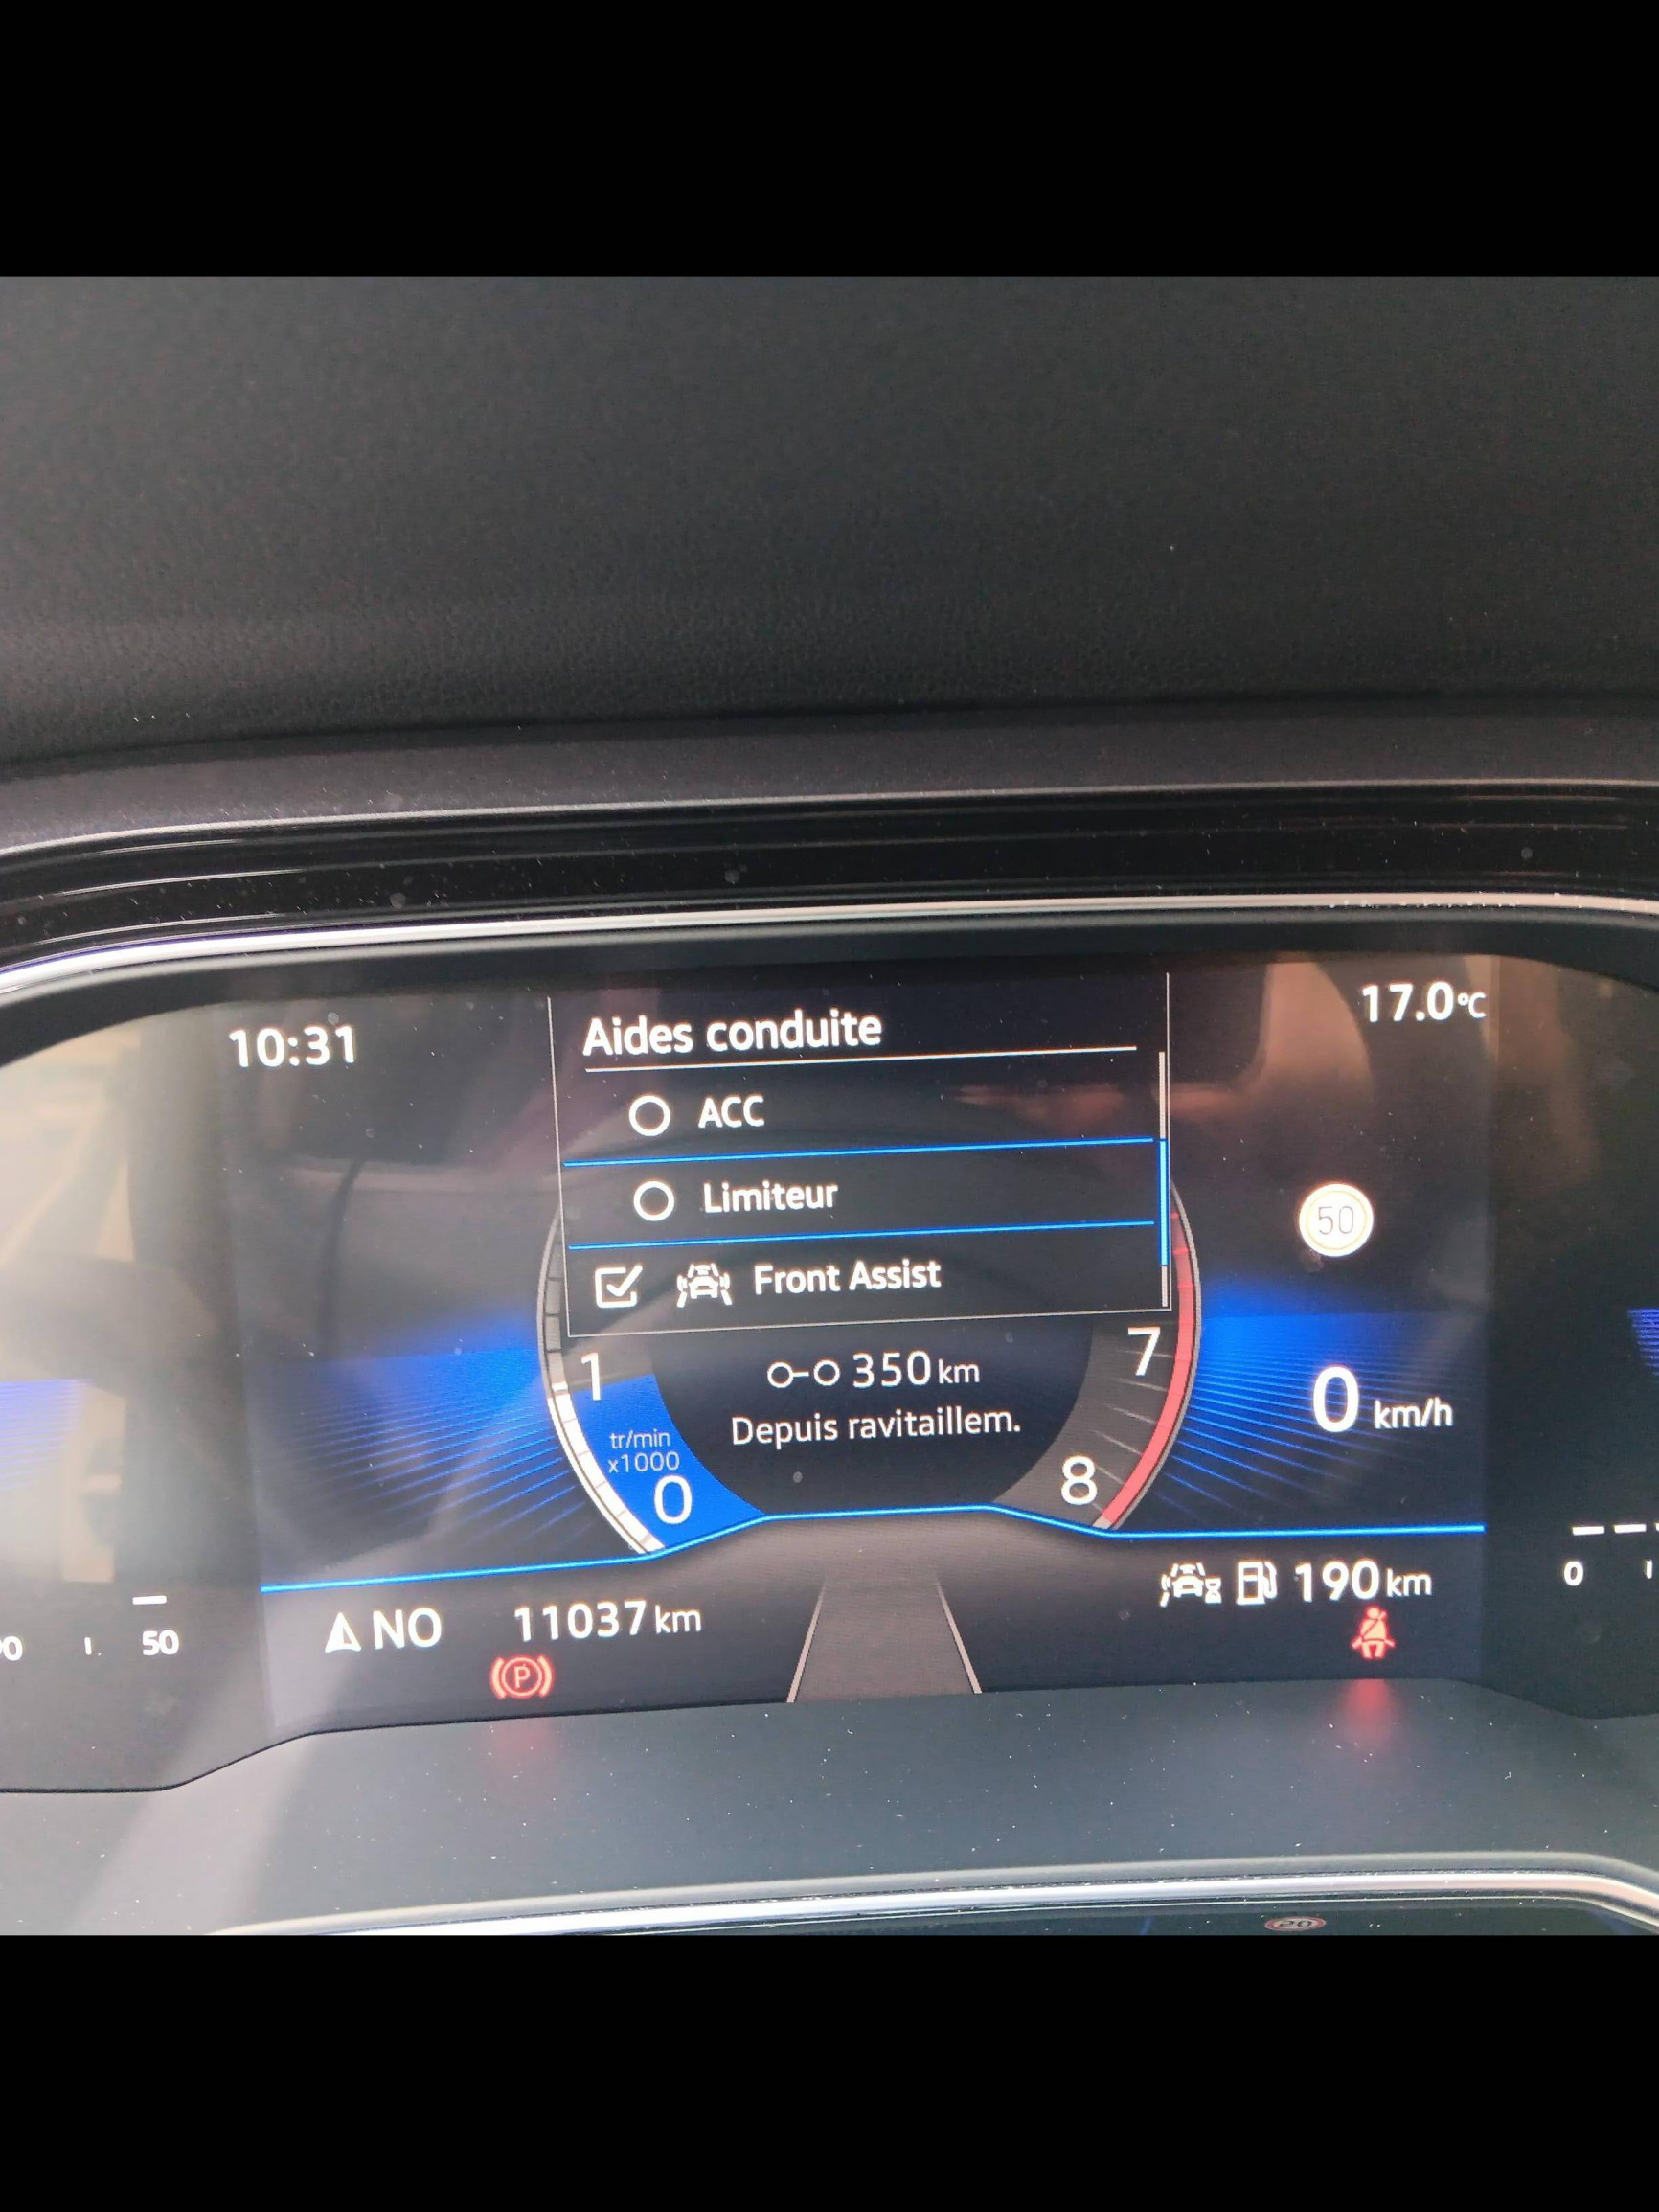 10:31
17.0°C
Aides conduite
ACC
Limiteur
Front Assist
50
1
7
350 km
Depuis ravitaillem.
0 km/h
tr/min
x1000
0
8
NO
11037 km
190 km
50
0
P